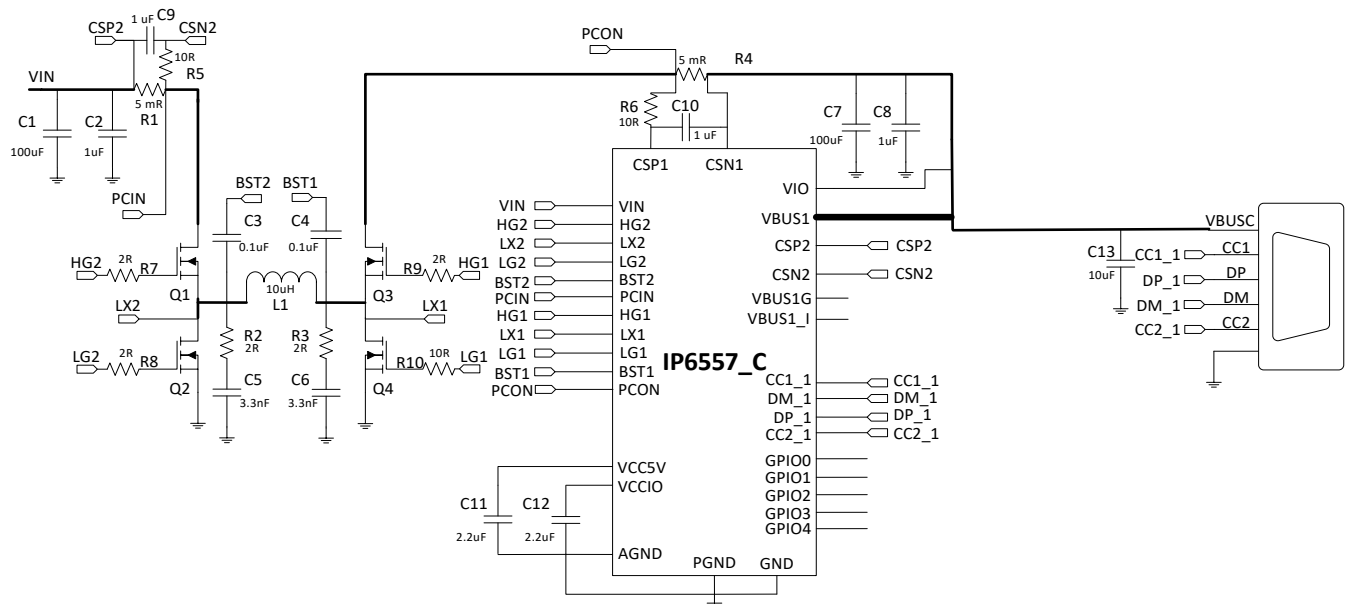 CSP2
1 uF
C9
CSN2
10R
R5
VIN
5 mR
R1
C1
100uF
C2
1uF
PCIN
BST2
BST1
C3
0.1uF
C4
0.1uF
HG2
2R
R7
Q1
10uH
L1
R9
2R
HG1
Q3
LX2
LX1
R2
2R
R3
2R
LG2
2R
R8
Q2
R10
10R
LG1
Q4
C5
3.3nF
C6
3.3nF
PCON
5 mR
R4
R6
10R
C10
1 uF
C7
100uF
C8
1uF
CSP1
CSN1
VIN
VIN
HG2
HG2
LX2
LX2
LG2
LG2
BST2
BST2
PCIN
PCIN
HG1
HG1
LX1
LX1
LG1
LG1
BST1
BST1
PCON
PCON
IP6557_C
VIO
VBUS1
CSP2
CSP2
CSN2
CSN2
VBUS1G
VBUS1_I
CC1_1
CC1_1
DM_1
DM_1
DP_1
DP_1
CC2_1
CC2_1
GPIO0
GPIO1
GPIO2
GPIO3
GPIO4
VCC5V
VCCIO
C11
2.2uF
C12
2.2uF
AGND
PGND
GND
C13
10uF
VBUSC
CC1_1
CC1
DP_1
DP
DM_1
DM
CC2_1
CC2